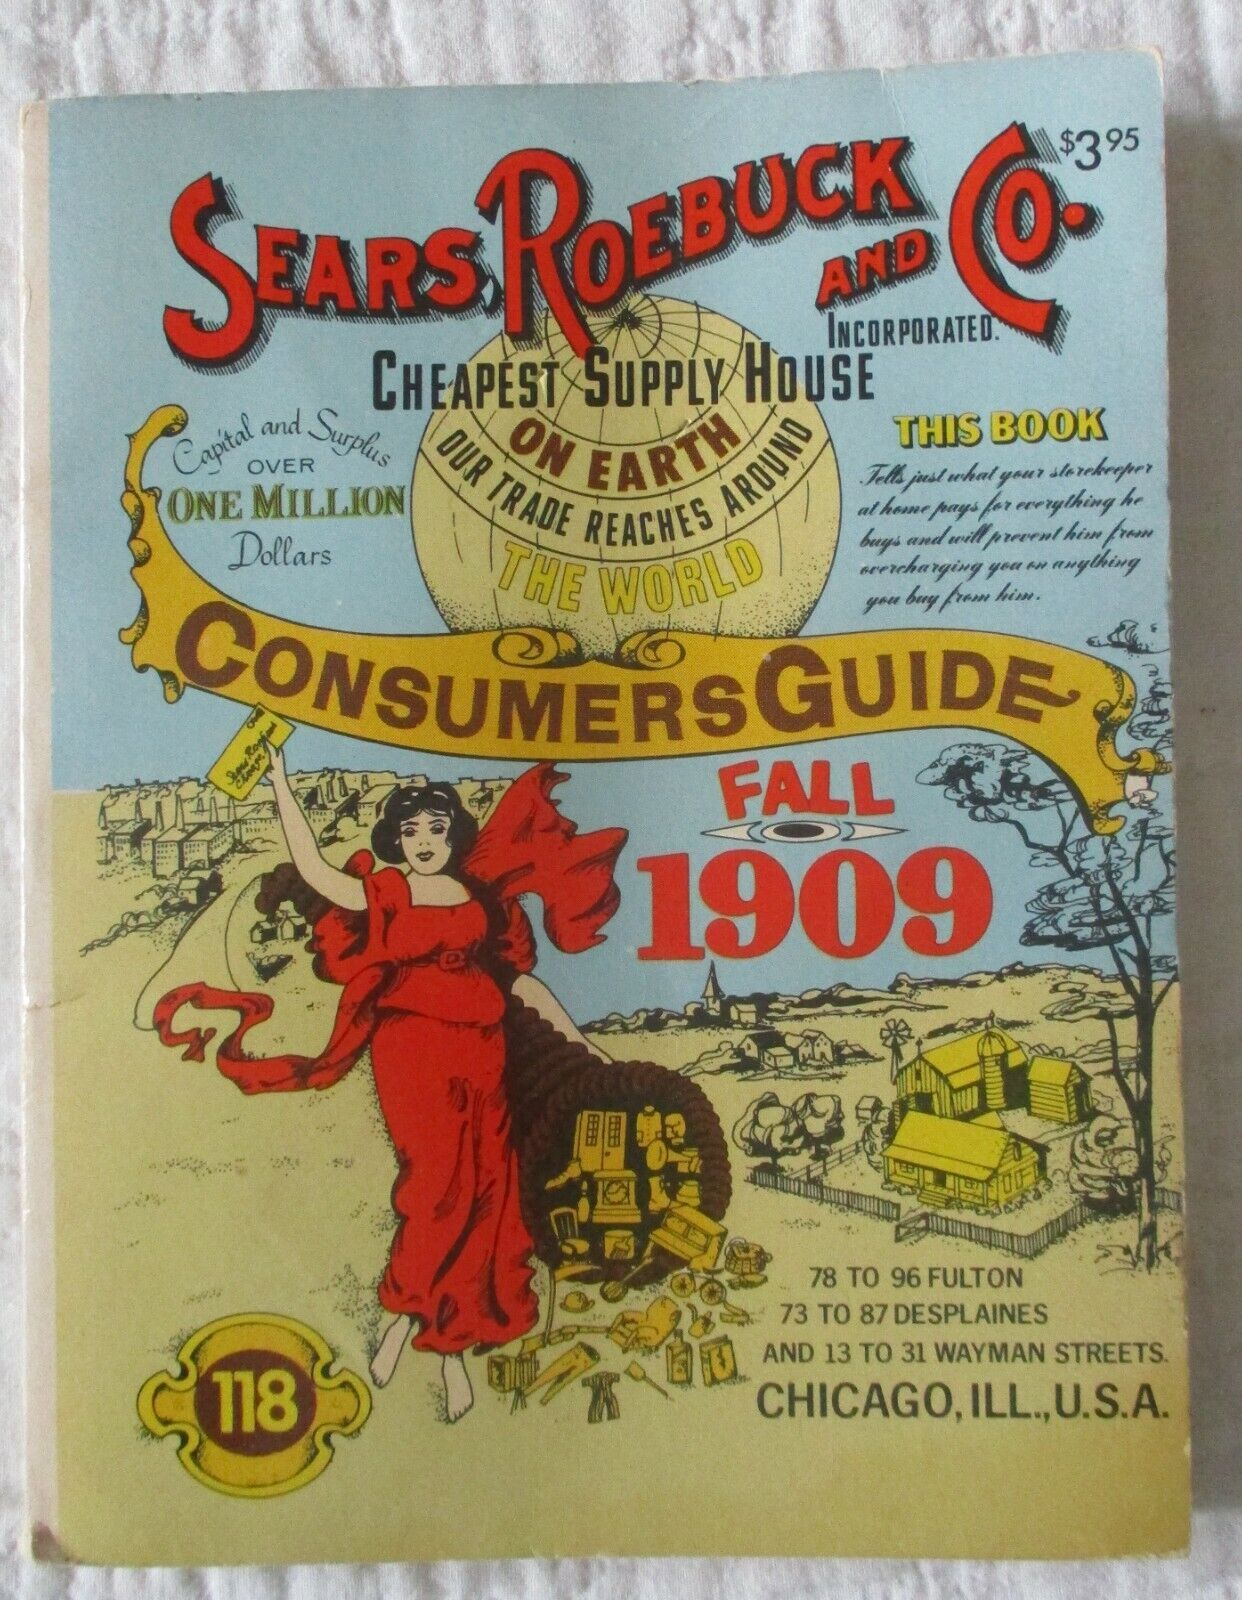 $3.95
SEARS, ROEBUCK AND CO.
INCORPORATED.
CHEAPEST SUPPLY HOUSE
ON EARTH
OUR TRADE REACHES AROUND
THE WORLD
Capital and Surplus
OVER
ONE MILLION
Dollars
THIS BOOK
Tells just what your storekeeper
at home pays for everything he
buys and will prevent him from
overcharging you on anything
you buy from him.
CONSUMERS GUIDE
FALL
1909
78 TO 96 FULTON
73 TO 87 DESPLAINES
AND 13 TO 31 WAYMAN STREETS.
CHICAGO, ILL., U.S.A.
118